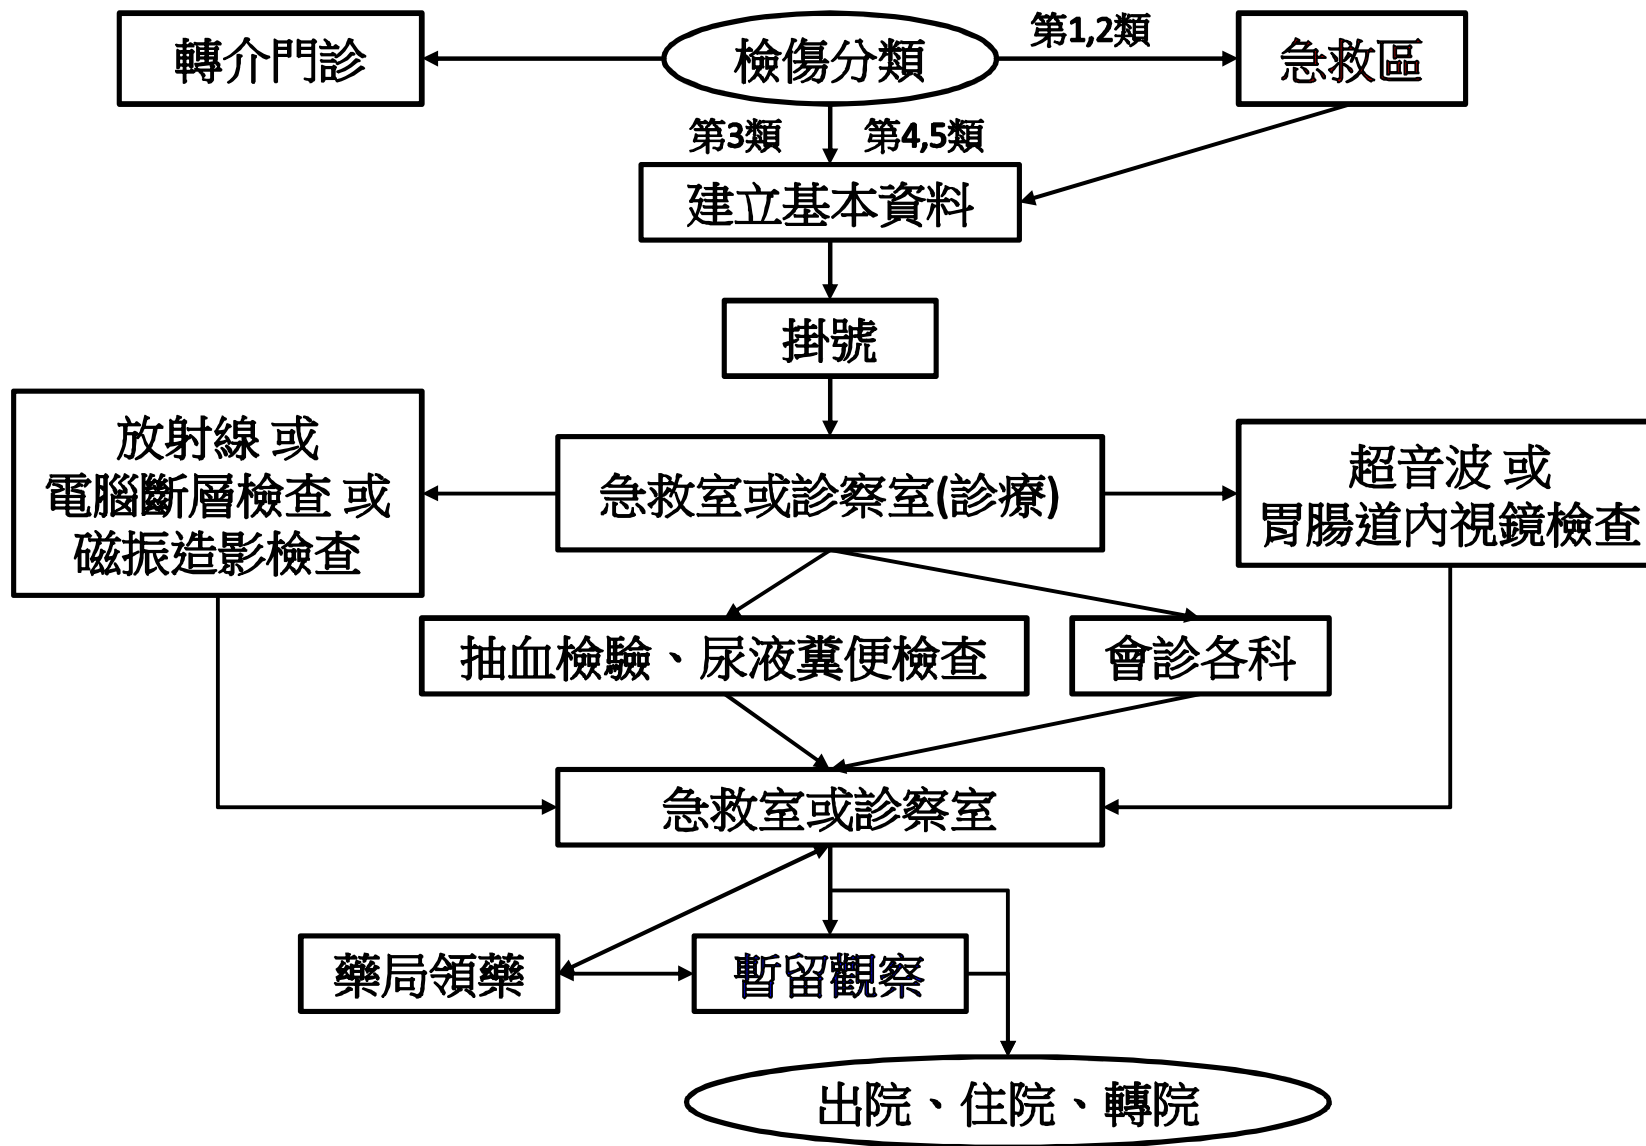 轉介門診
檢傷分類
第1,2類
急救區
第3類
第4,5類
建立基本資料
掛號
放射線 或
電腦斷層檢查 或
磁振造影檢查
急救室或診察室(診療)
超音波 或
胃腸道內視鏡檢查
抽血檢驗、尿液糞便檢查
會診各科
急救室或診察室
藥局領藥
暫留觀察
出院、住院、轉院